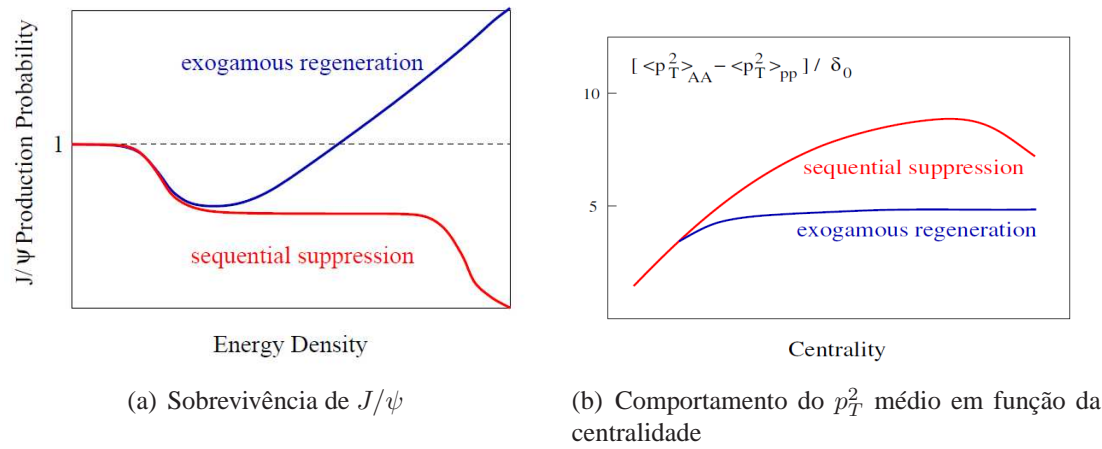 J/ψ Production Probability
1
exogamous regeneration
sequential suppression
Energy Density
(a) Sobrevivência de J/ψ
[ <p_T^2>_AA − <p_T^2>_pp ] / δ_0
10
5
sequential suppression
exogamous regeneration
Centrality
(b) Comportamento do p_T^2 médio em função da
centralidade